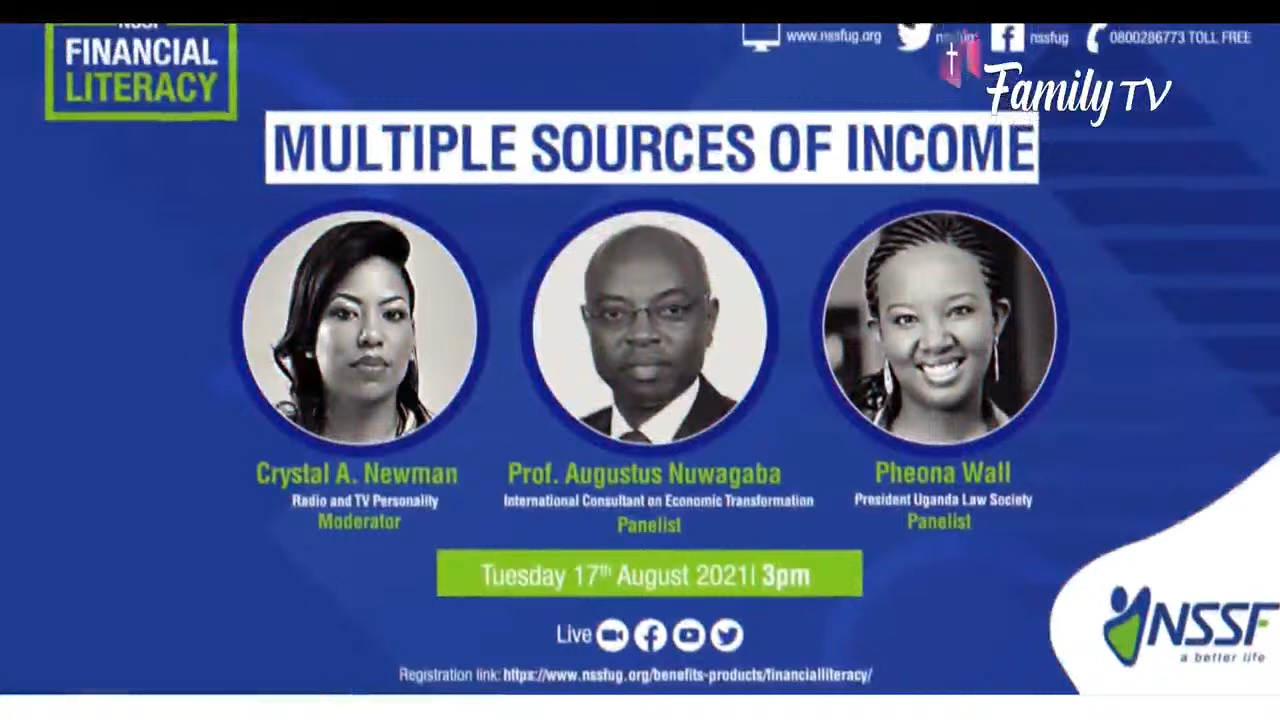 NSSF
FINANCIAL
LITERACY
www.nssfug.org
nssfug
nssfug
0800286773 TOLL FREE
Family TV
MULTIPLE SOURCES OF INCOME
Crystal A. Newman
Radio and TV Personality
Moderator
Prof. Augustus Nuwagaba
International Consultant on Economic Transformation
Panelist
Pheona Wall
President Uganda Law Society
Panelist
Tuesday 17th August 2021| 3pm
Live
Registration link: https://www.nssfug.org/benefits-products/financialliteracy/
NSSF
a better life